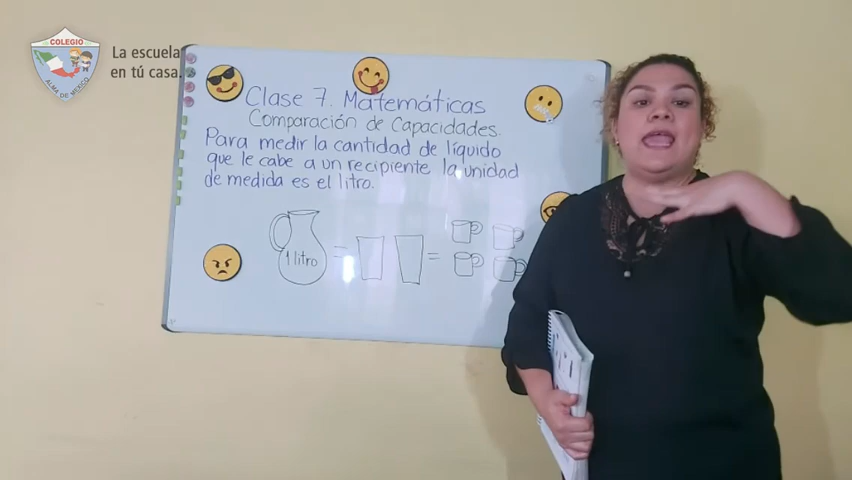 COLEGIO
ALMA DE MEXICO
La escuela
en tú casa.
Clase 7. Matemáticas
Comparación de Capacidades.
Para medir la cantidad de líquido
que le cabe a un recipiente la unidad
de medida es el litro.
1 litro = =